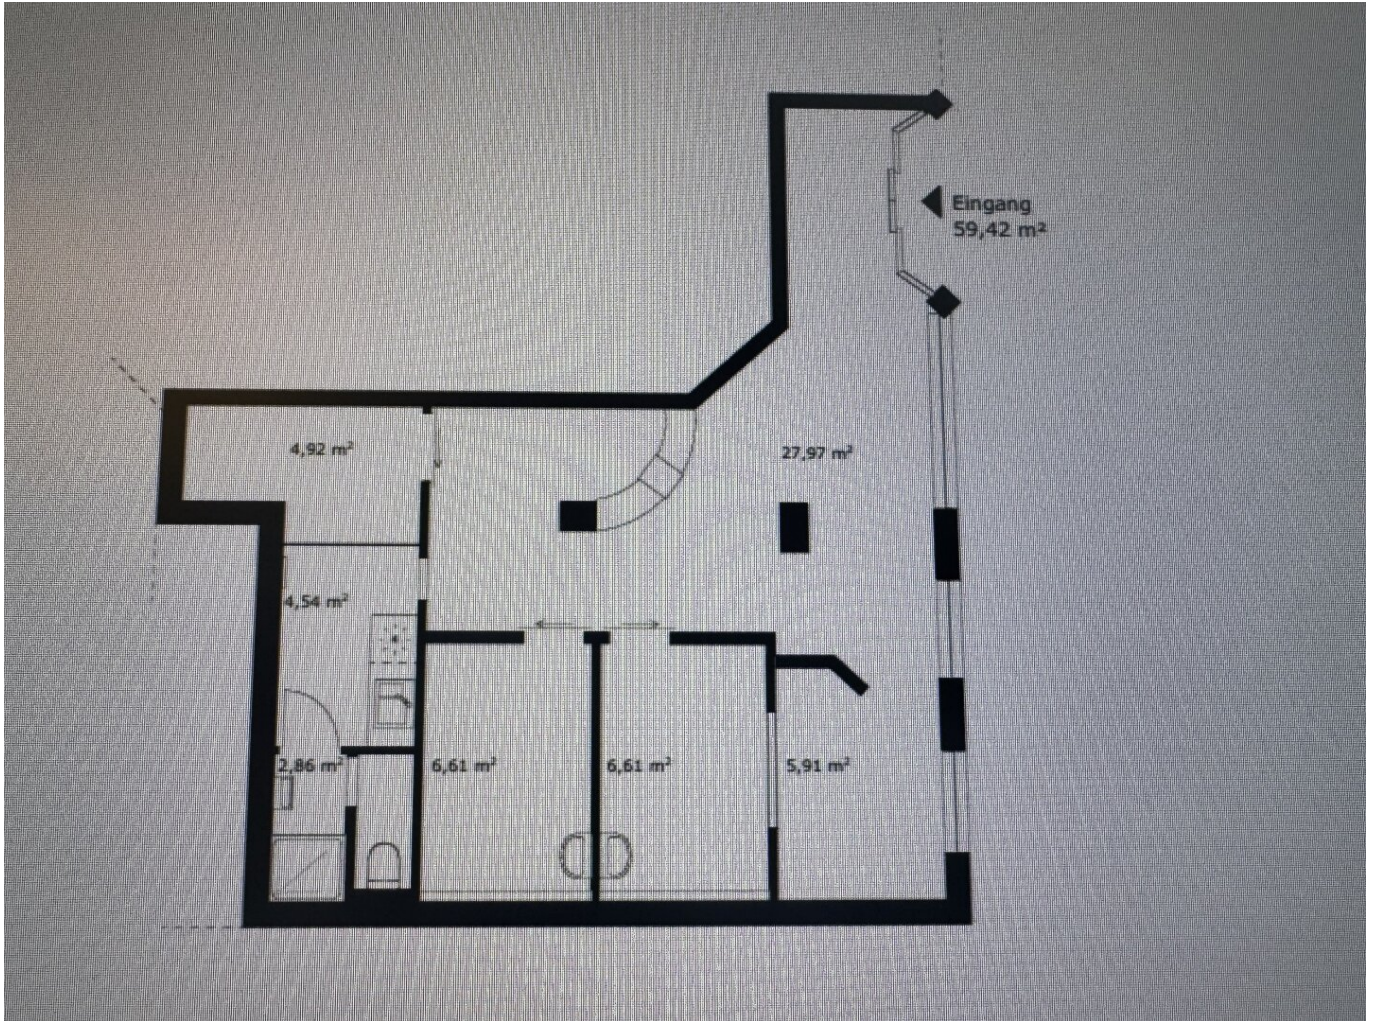 Eingang
59,42 m²
4,92 m²
27,97 m²
4,54 m²
2,86 m²
6,61 m²
6,61 m²
5,91 m²